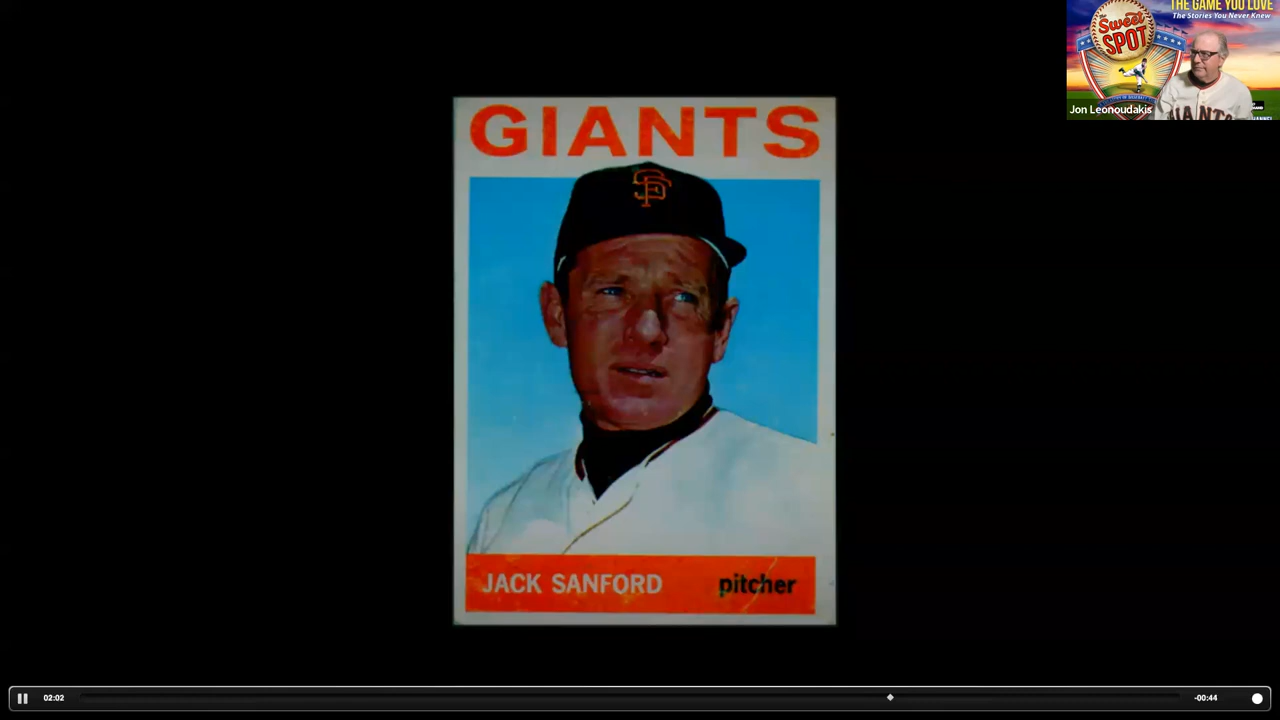 THE GAME YOU LOVE
The Stories You Never Knew
The
Sweet
SPOT
Jon Leonoudakis
GIANTS
SF
JACK SANFORD pitcher
02:02
-00:44